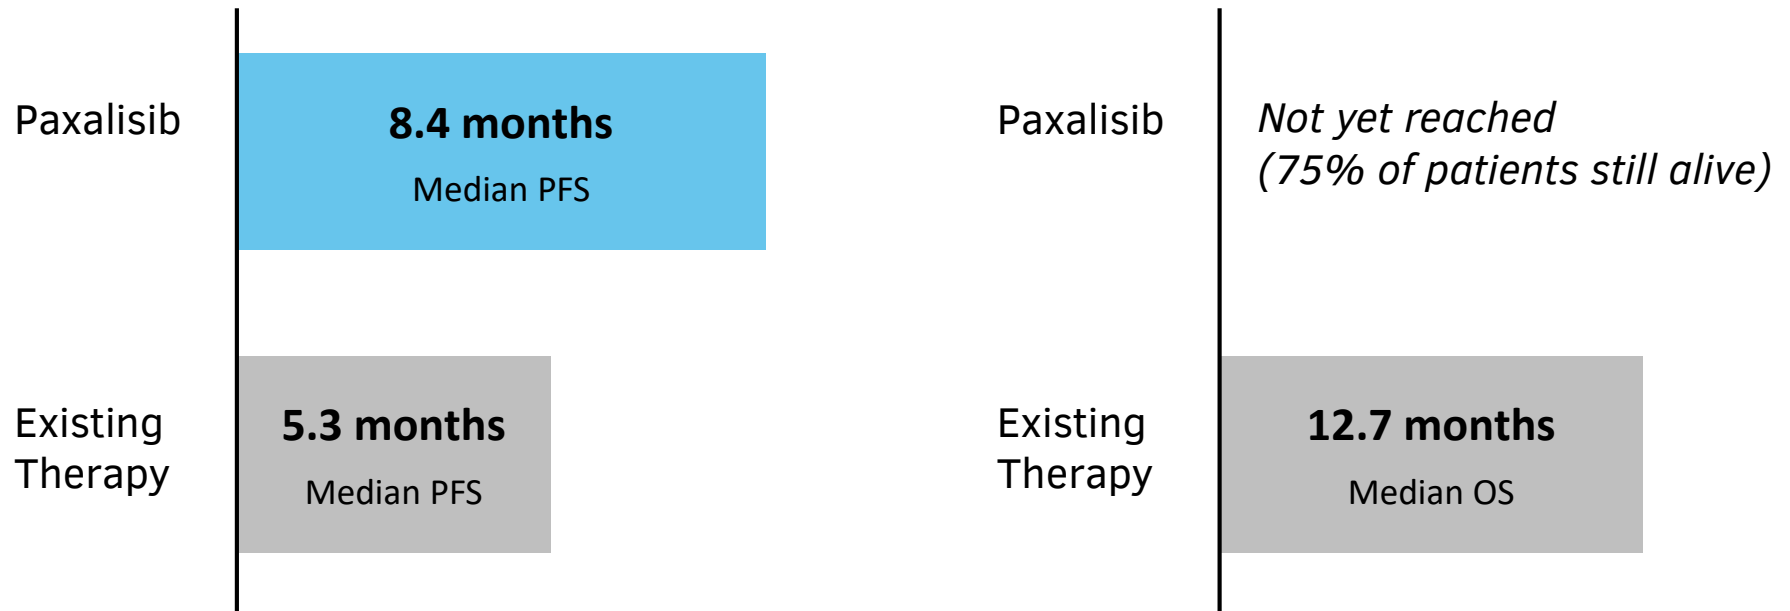 Paxalisib
8.4 months
Median PFS
Existing
Therapy
5.3 months
Median PFS
Paxalisib
Not yet reached
(75% of patients still alive)
Existing
Therapy
12.7 months
Median OS